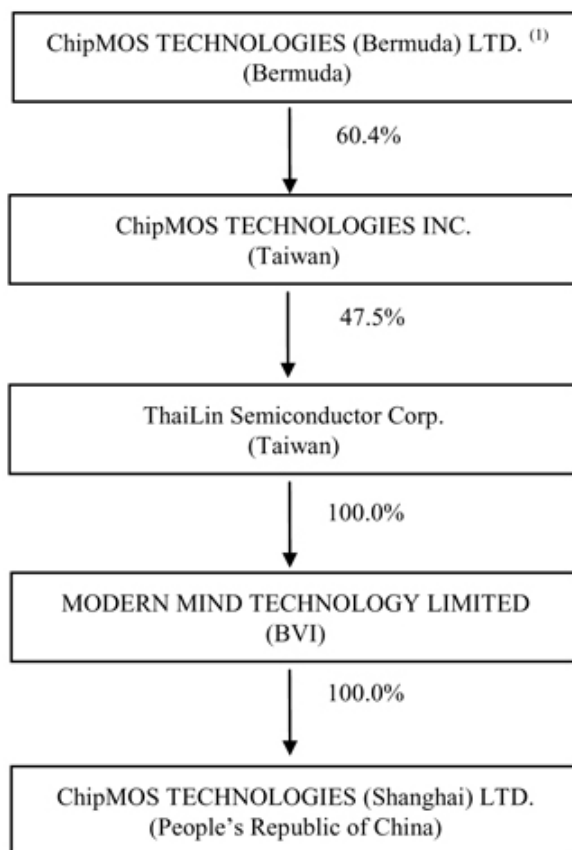 ChipMOS TECHNOLOGIES (Bermuda) LTD. (1)
(Bermuda)
60.4%
ChipMOS TECHNOLOGIES INC.
(Taiwan)
47.5%
ThaiLin Semiconductor Corp.
(Taiwan)
100.0%
MODERN MIND TECHNOLOGY LIMITED
(BVI)
100.0%
ChipMOS TECHNOLOGIES (Shanghai) LTD.
(People’s Republic of China)